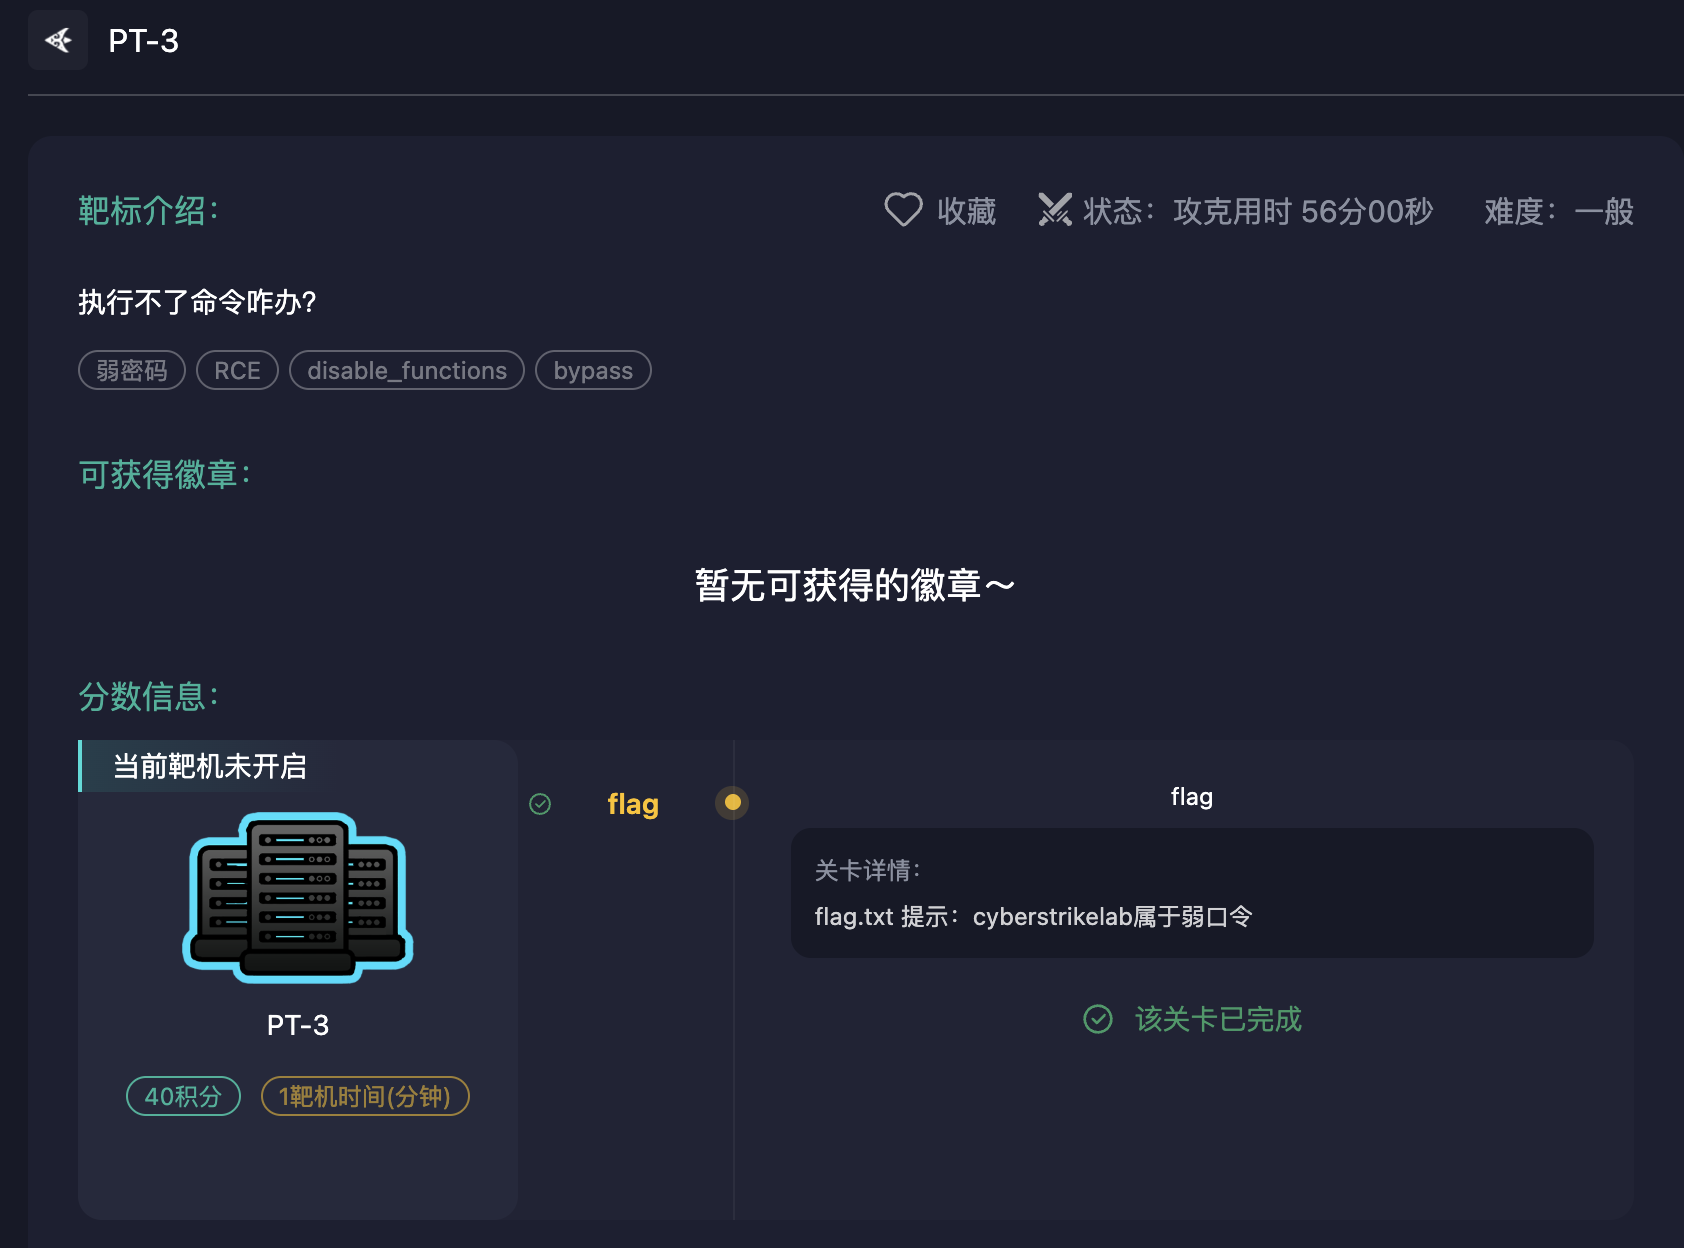 PT-3
靶标介绍：
收藏
状态：攻克用时 56分00秒
难度：一般
执行不了命令咋办?
弱密码
RCE
disable_functions
bypass
可获得徽章：
暂无可获得的徽章～
分数信息：
当前靶机未开启
flag
flag
关卡详情：
flag.txt 提示：cyberstrikelab属于弱口令
该关卡已完成
PT-3
40积分
1靶机时间(分钟)